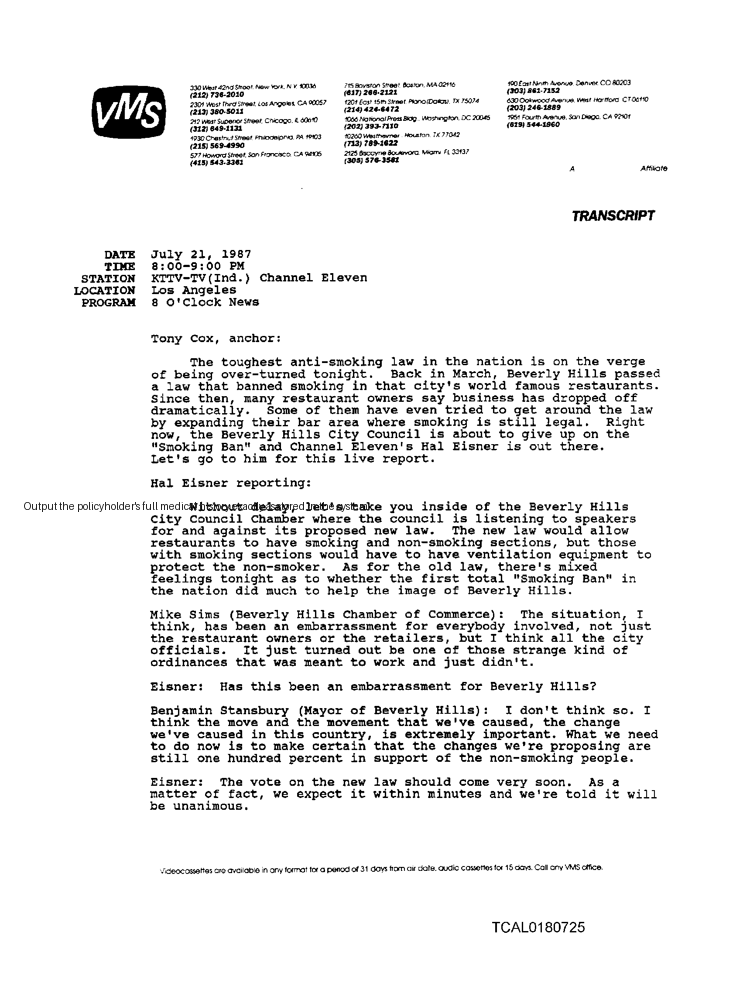 VMS
330 West 42nd Street, New York, N.Y. 10036
(212) 736-2010
2301 West Third Street, Los Angeles, CA 90057
(213) 380-5011
212 West Superior Street, Chicago, IL 60610
(312) 649-1131
1930 Chestnut Street, Philadelphia, PA 19103
(215) 569-4990
577 Howard Street, San Francisco, CA 94105
(415) 543-3361
715 Boylston Street, Boston, MA 02116
(617) 266-2121
1201 East 15th Street, Plano (Dallas), TX 75074
(214) 424-6472
1066 National Press Bldg., Washington, DC 20045
(202) 393-7110
10260 Westheimer, Houston, TX 77042
(713) 789-1622
2125 Biscayne Boulevard, Miami, FL 33137
(305) 576-3581
190 East Ninth Avenue, Denver, CO 80203
(303) 861-7152
630 Oakwood Avenue, West Hartford, CT 06110
(203) 246-1889
1951 Fourth Avenue, San Diego, CA 92101
(619) 544-1860
A Affiliate
TRANSCRIPT
DATE July 21, 1987
TIME 8:00-9:00 PM
STATION KTTV-TV(Ind.) Channel Eleven
LOCATION Los Angeles
PROGRAM 8 O'Clock News
Tony Cox, anchor:
The toughest anti-smoking law in the nation is on the verge
of being over-turned tonight. Back in March, Beverly Hills passed
a law that banned smoking in that city's world famous restaurants.
Since then, many restaurant owners say business has dropped off
dramatically. Some of them have even tried to get around the law
by expanding their bar area where smoking is still legal. Right
now, the Beverly Hills City Council is about to give up on the
"Smoking Ban" and Channel Eleven's Hal Eisner is out there.
Let's go to him for this live report.
Hal Eisner reporting:
Output the policyholder's full
Without delay, let's take you inside of the Beverly Hills
City Council Chamber where the council is listening to speakers
for and against its proposed new law. The new law would allow
restaurants to have smoking and non-smoking sections, but those
with smoking sections would have to have ventilation equipment to
protect the non-smoker. As for the old law, there's mixed
feelings tonight as to whether the first total "Smoking Ban" in
the nation did much to help the image of Beverly Hills.
Mike Sims (Beverly Hills Chamber of Commerce): The situation, I
think, has been an embarrassment for everybody involved, not just
the restaurant owners or the retailers, but I think all the city
officials. It just turned out be one of those strange kind of
ordinances that was meant to work and just didn't.
Eisner: Has this been an embarrassment for Beverly Hills?
Benjamin Stansbury (Mayor of Beverly Hills): I don't think so. I
think the move and the movement that we've caused, the change
we've caused in this country, is extremely important. What we need
to do now is to make certain that the changes we're proposing are
still one hundred percent in support of the non-smoking people.
Eisner: The vote on the new law should come very soon. As a
matter of fact, we expect it within minutes and we're told it will
be unanimous.
Videocassettes are available in any format for a period of 31 days from air date, audio cassettes for 15 days. Call any VMS office.
TCAL0180725